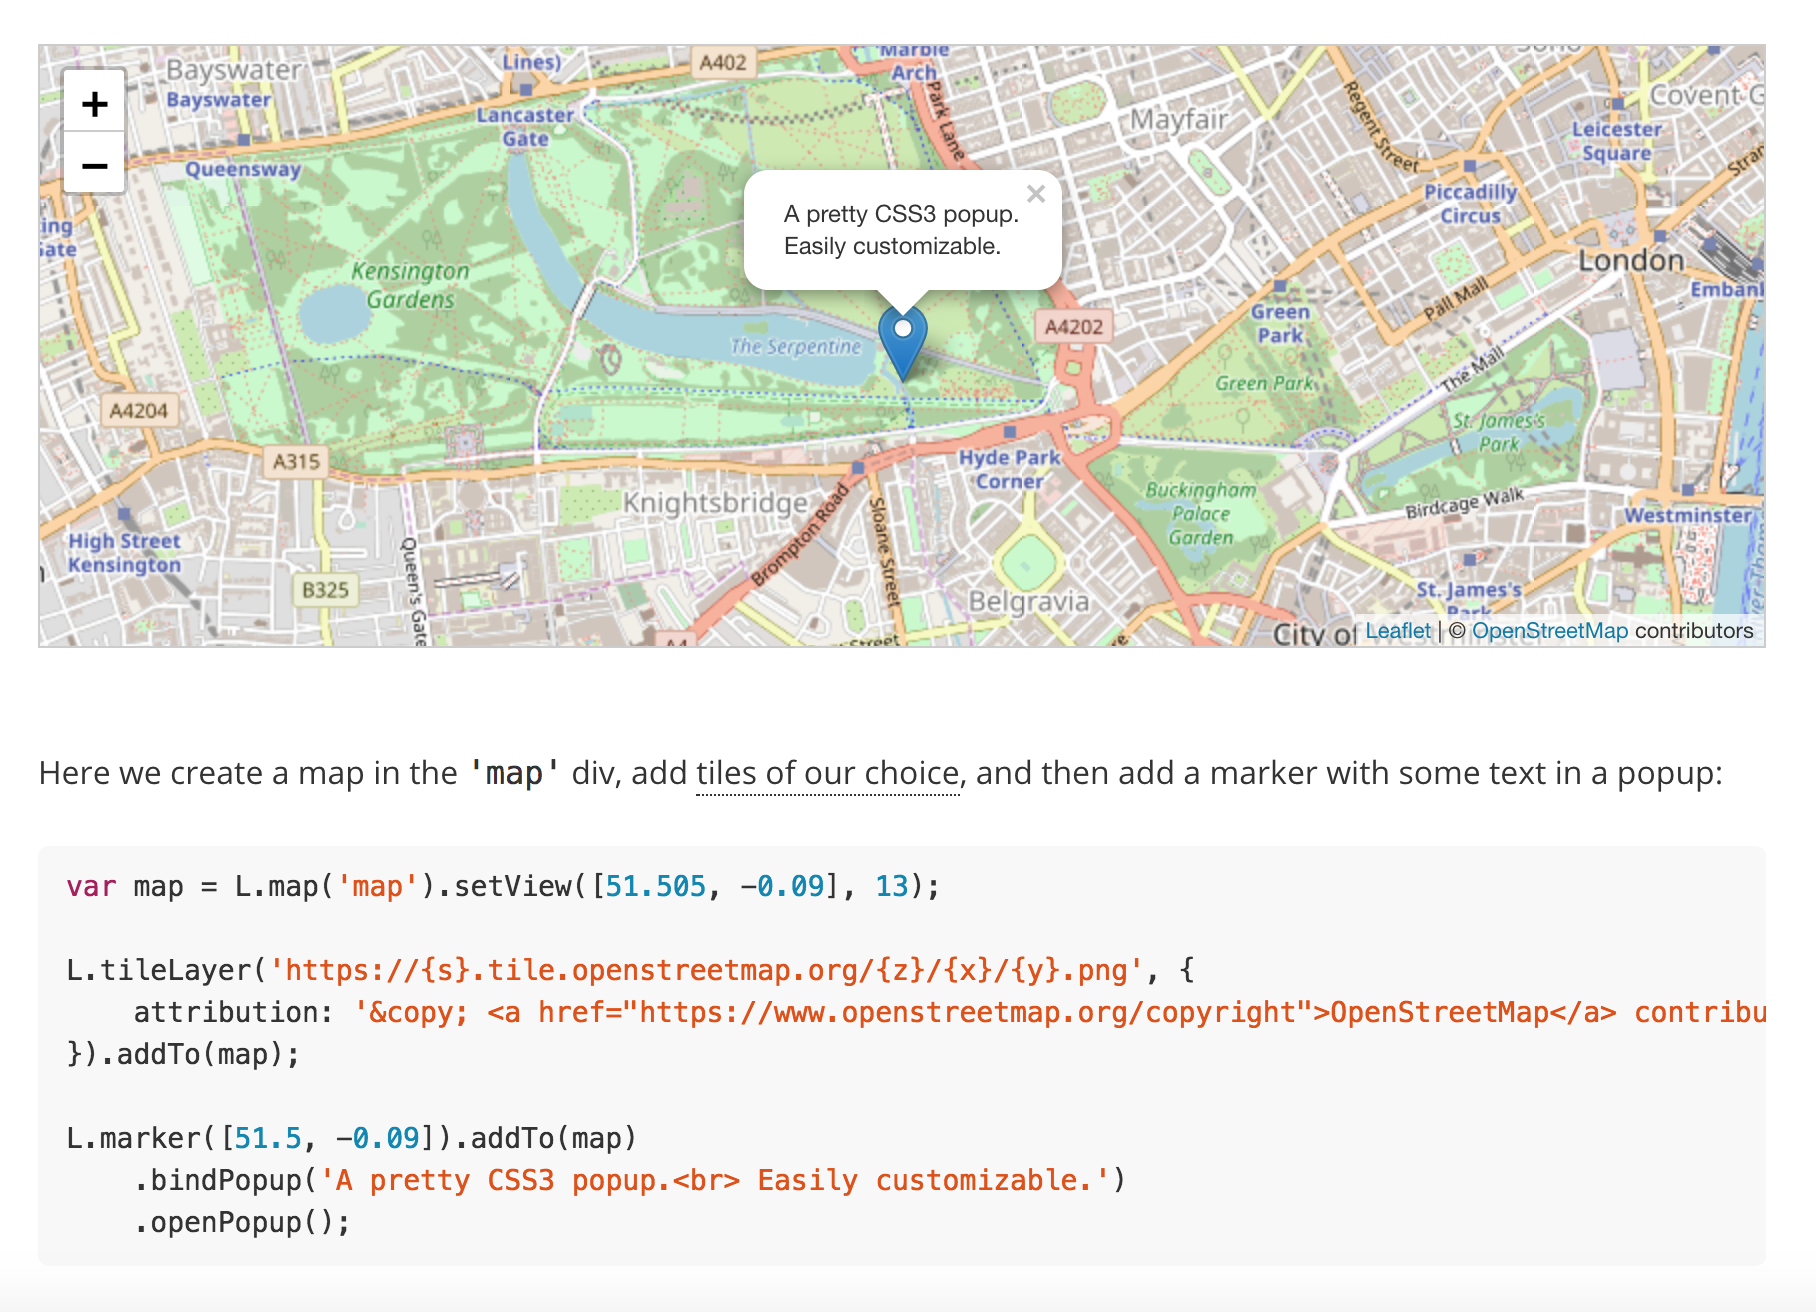 Bayswater
Bayswater
Lines)
A402
Marble
Arch
Park Lane
+
−
Lancaster
Gate
Queensway
Mayfair
Regent Street
Covent G
Leicester
Square
Piccadilly
Circus
ing
Gate
A pretty CSS3 popup.
Easily customizable.
×
Kensington
Gardens
London
Pall Mall
Green
Park
A4202
The Serpentine
The Mall
Green Park
A4204
St. James's
Park
A315
Hyde Park
Corner
Knightsbridge
Brompton Road
Sloane Street
Buckingham
Palace
Garden
Birdcage Walk
Westminster
High Street
Kensington
Queen's Gate
B325
Belgravia
St. James's
Park
A4
Street
City of
Leaflet | © OpenStreetMap contributors
Here we create a map in the 'map' div, add tiles of our choice, and then add a marker with some text in a popup:
var map = L.map('map').setView([51.505, -0.09], 13);
L.tileLayer('https://{s}.tile.openstreetmap.org/{z}/{x}/{y}.png', {
    attribution: '&copy; <a href="https://www.openstreetmap.org/copyright">OpenStreetMap</a> contribu
}).addTo(map);
L.marker([51.5, -0.09]).addTo(map)
    .bindPopup('A pretty CSS3 popup.<br> Easily customizable.')
    .openPopup();